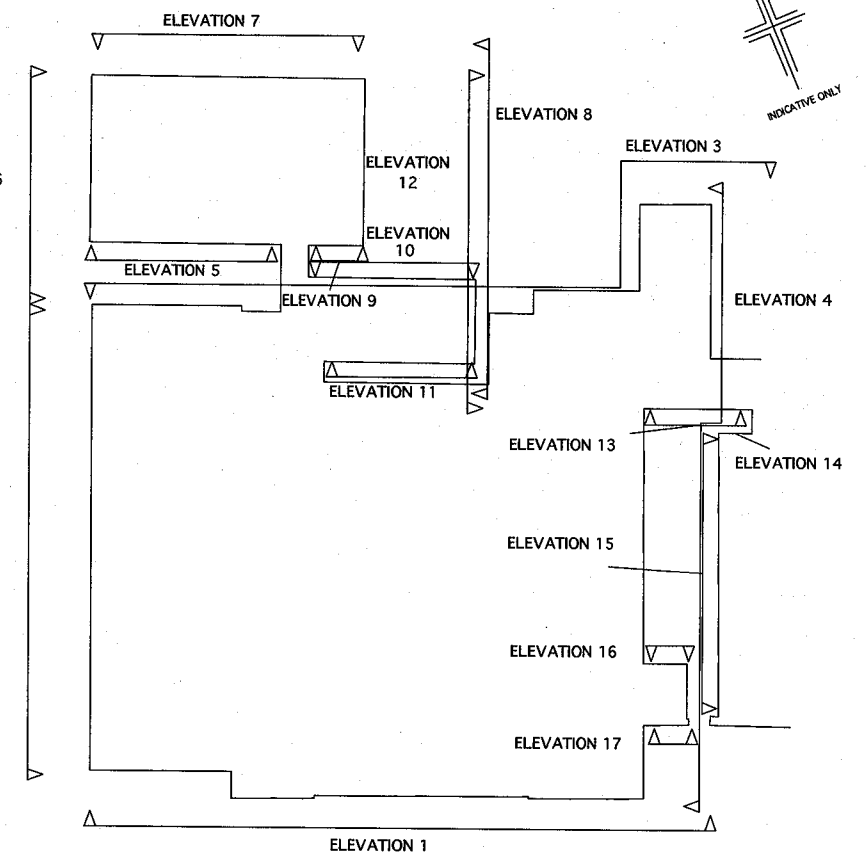 ELEVATION 7
INDICATIVE ONLY
ELEVATION 8
ELEVATION 3
6
ELEVATION
12
ELEVATION
10
ELEVATION 5
ELEVATION 9
ELEVATION 4
ELEVATION 11
ELEVATION 13
ELEVATION 14
ELEVATION 15
ELEVATION 16
ELEVATION 17
ELEVATION 1